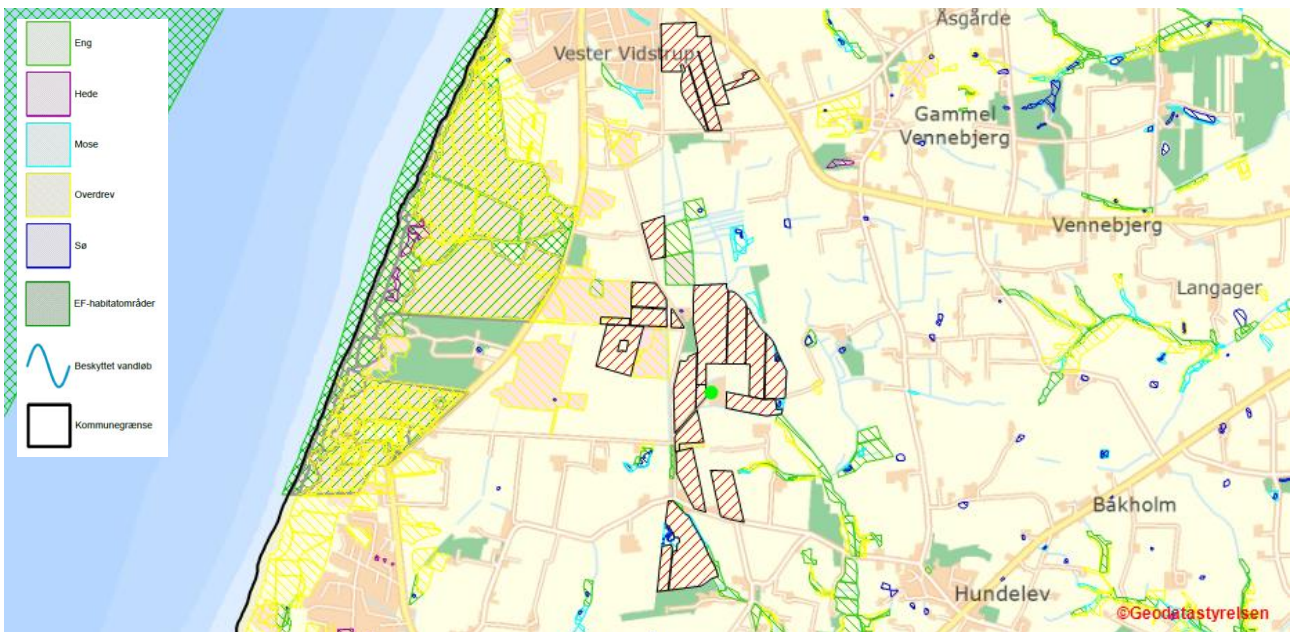 Eng
Hede
Mose
Overdrev
Sø
EF-habitatområder
Beskyttet vandløb
Kommunegrænse
Åsgårde
Vester Vidstrup
Gammel
Vennebjerg
Vennebjerg
Langager
Båkholm
Hundelev
©Geodatastyrelsen